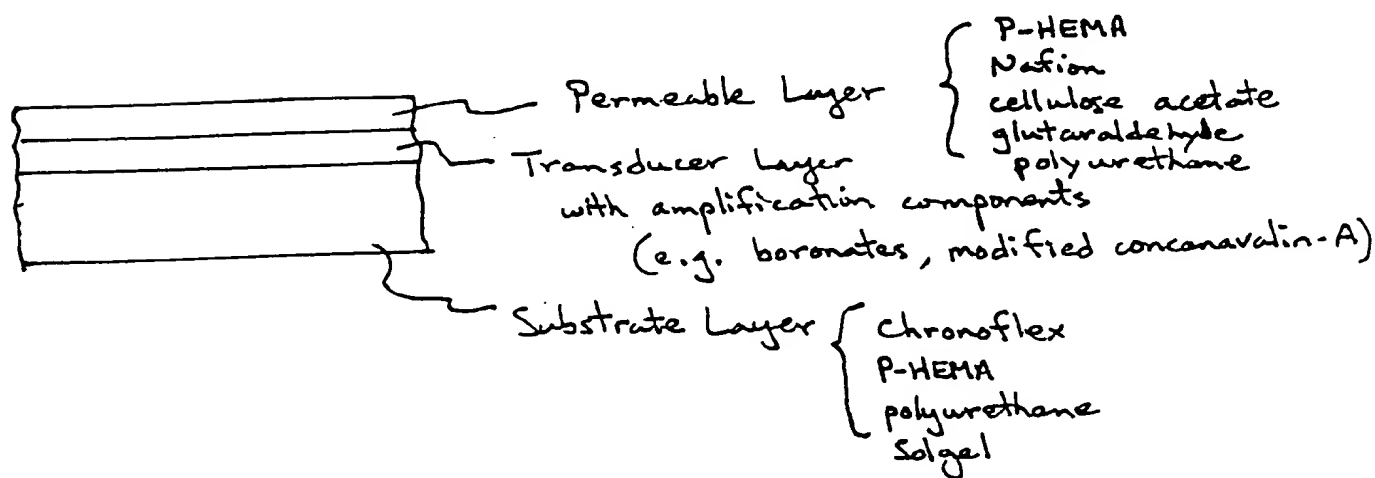 Permeable Layer
P-HEMA
Nafion
cellulose acetate
glutaraldehyde
polyurethane
Transducer Layer
with amplification components
(e.g. boronates, modified concanavalin-A)
Substrate Layer
Chronoflex
P-HEMA
polyurethane
Solgel